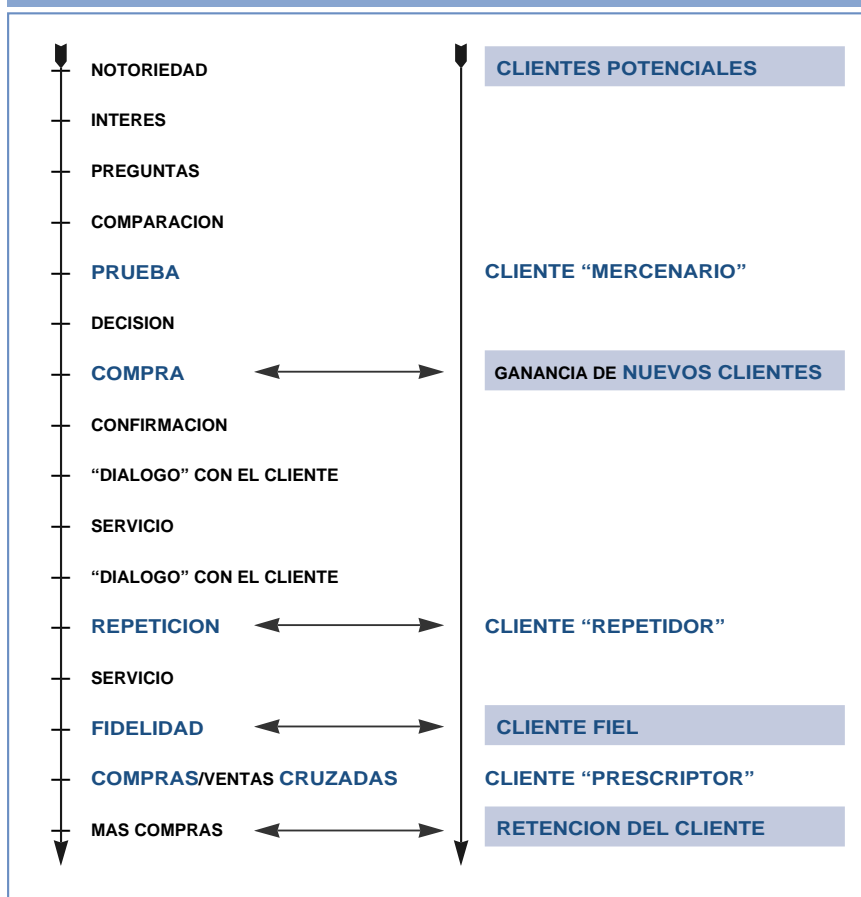 NOTORIEDAD
CLIENTES POTENCIALES
INTERES
PREGUNTAS
COMPARACION
PRUEBA
CLIENTE “MERCENARIO”
DECISION
COMPRA
GANANCIA DE NUEVOS CLIENTES
CONFIRMACION
“DIALOGO” CON EL CLIENTE
SERVICIO
“DIALOGO” CON EL CLIENTE
REPETICION
CLIENTE “REPETIDOR”
SERVICIO
FIDELIDAD
CLIENTE FIEL
COMPRAS/VENTAS CRUZADAS
CLIENTE “PRESCRIPTOR”
MAS COMPRAS
RETENCION DEL CLIENTE